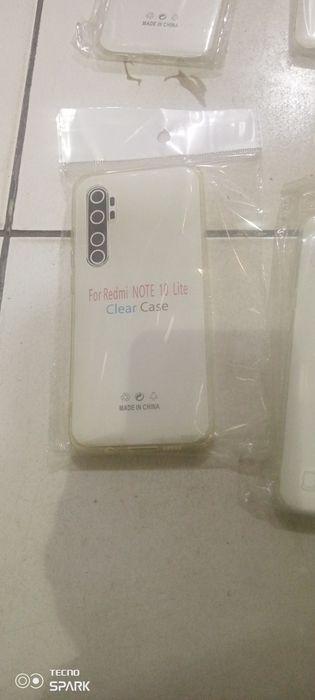 MADE IN CHINA
For Redmi NOTE 10 Lite
Clear Case
MADE IN CHINA
TECNO
SPARK